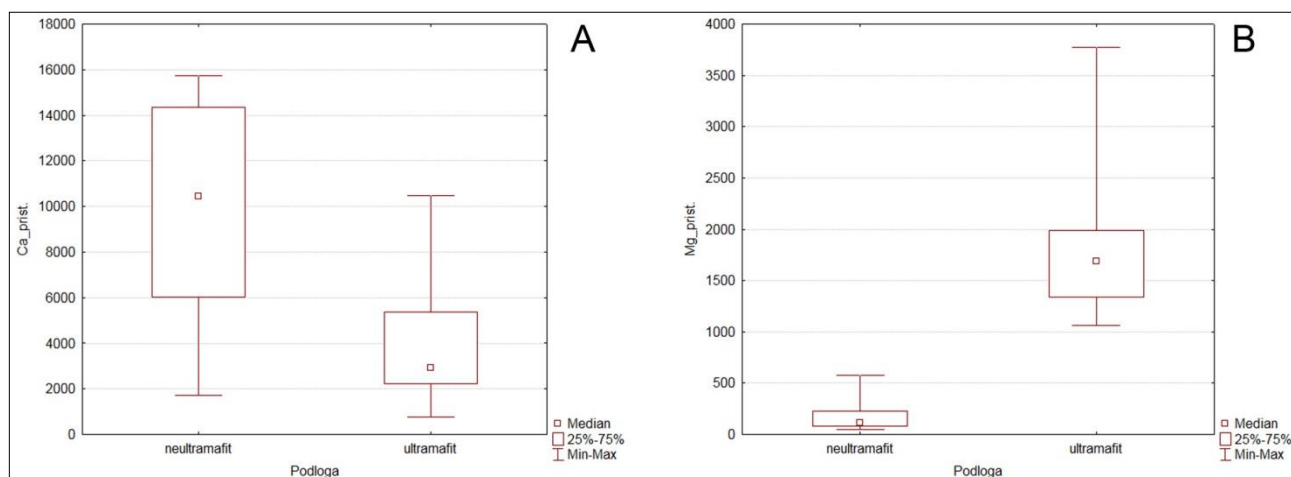 A
18000
16000
14000
12000
10000
8000
6000
4000
2000
0
Ca_prist.
neultramafit
ultramafit
Podloga
Median
25%-75%
Min-Max
B
4000
3500
3000
2500
2000
1500
1000
500
0
Mg_prist.
neultramafit
ultramafit
Podloga
Median
25%-75%
Min-Max